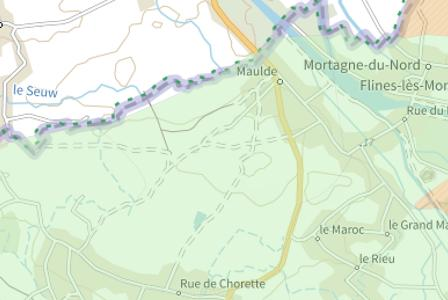 Mortagne-du-Nord
Maulde
Flines-lès-Mor
le Seuw
Rue du
le Maroc
le Grand Ma
le Rieu
Rue de Chorette